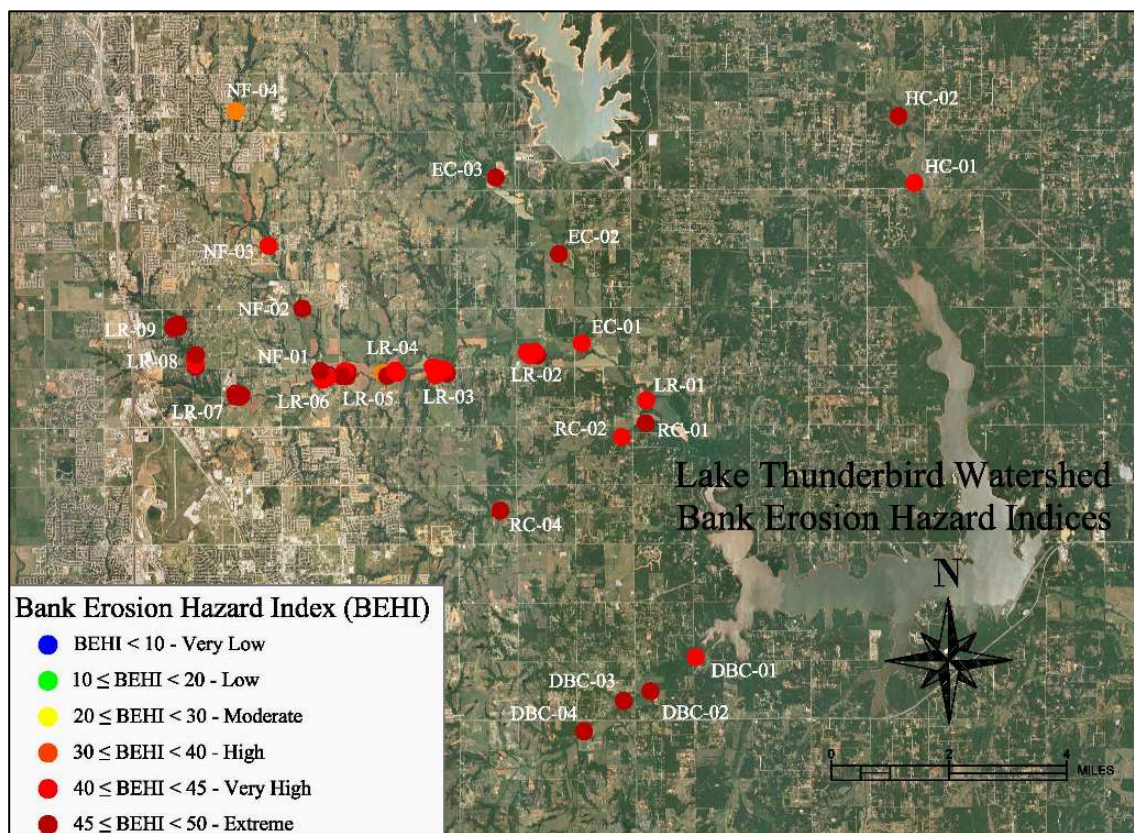 NF-04
HC-02
EC-03
HC-01
NF-03
EC-02
NF-02
LR-09
EC-01
LR-08
NF-01
LR-04
LR-02
LR-07
LR-06
LR-05
LR-03
LR-01
RC-02
RC-01
Lake Thunderbird Watershed
Bank Erosion Hazard Indices
RC-04
N
Bank Erosion Hazard Index (BEHI)
BEHI < 10 - Very Low
10 ≤ BEHI < 20 - Low
20 ≤ BEHI < 30 - Moderate
30 ≤ BEHI < 40 - High
40 ≤ BEHI < 45 - Very High
45 ≤ BEHI < 50 - Extreme
DBC-01
DBC-03
DBC-02
DBC-04
0 2 4
MILES